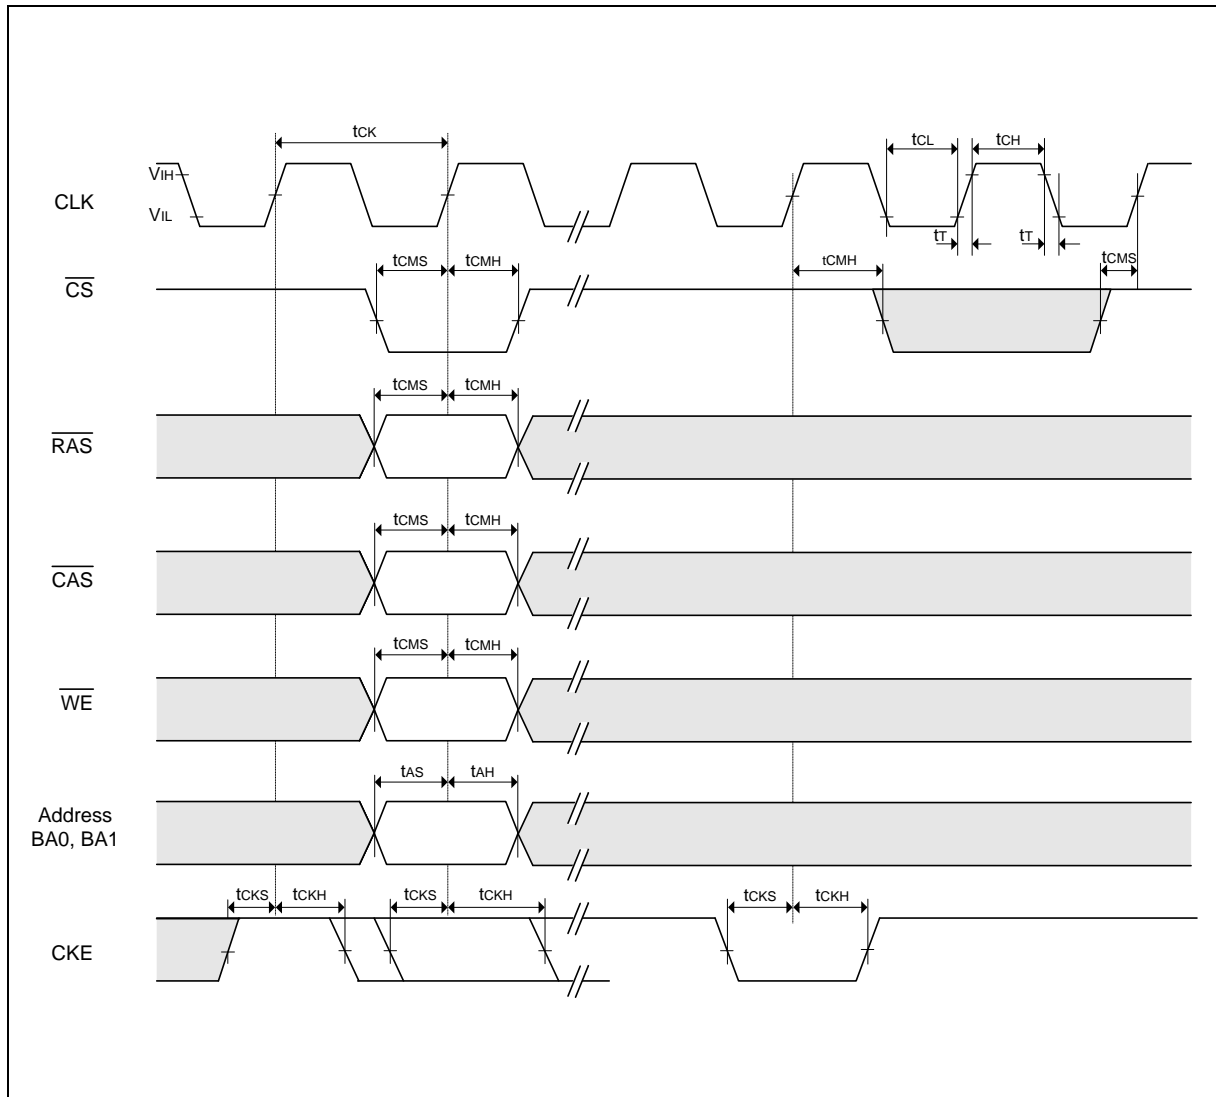 tCK
tCL
tCH
VIH
CLK
VIL
tT
tT
tCMS
tCMH
tCMH
tCMS
CS
tCMS
tCMH
RAS
tCMS
tCMH
CAS
tCMS
tCMH
WE
tAS
tAH
Address
BA0, BA1
tCKS
tCKH
tCKS
tCKH
tCKS
tCKH
CKE